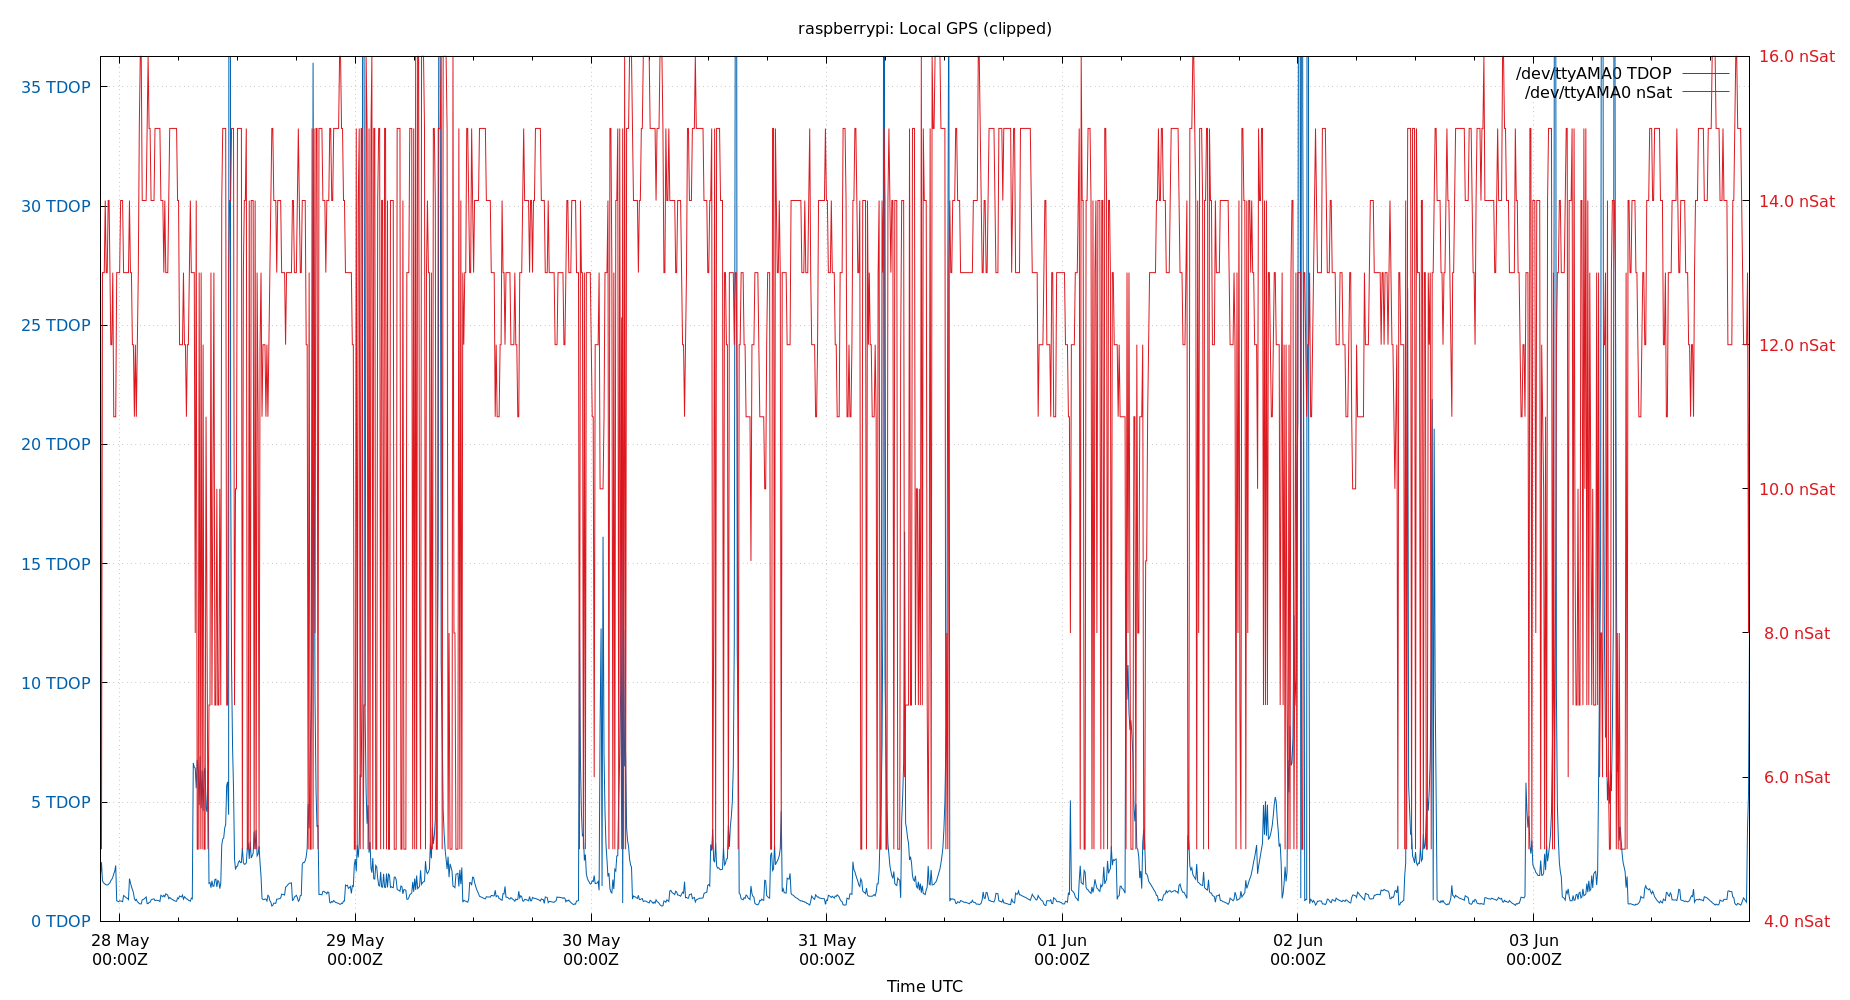 raspberrypi: Local GPS (clipped)
/dev/ttyAMA0 TDOP
/dev/ttyAMA0 nSat
35 TDOP
30 TDOP
25 TDOP
20 TDOP
15 TDOP
10 TDOP
5 TDOP
0 TDOP
16.0 nSat
14.0 nSat
12.0 nSat
10.0 nSat
8.0 nSat
6.0 nSat
4.0 nSat
28 May
00:00Z
29 May
00:00Z
30 May
00:00Z
31 May
00:00Z
01 Jun
00:00Z
02 Jun
00:00Z
03 Jun
00:00Z
Time UTC